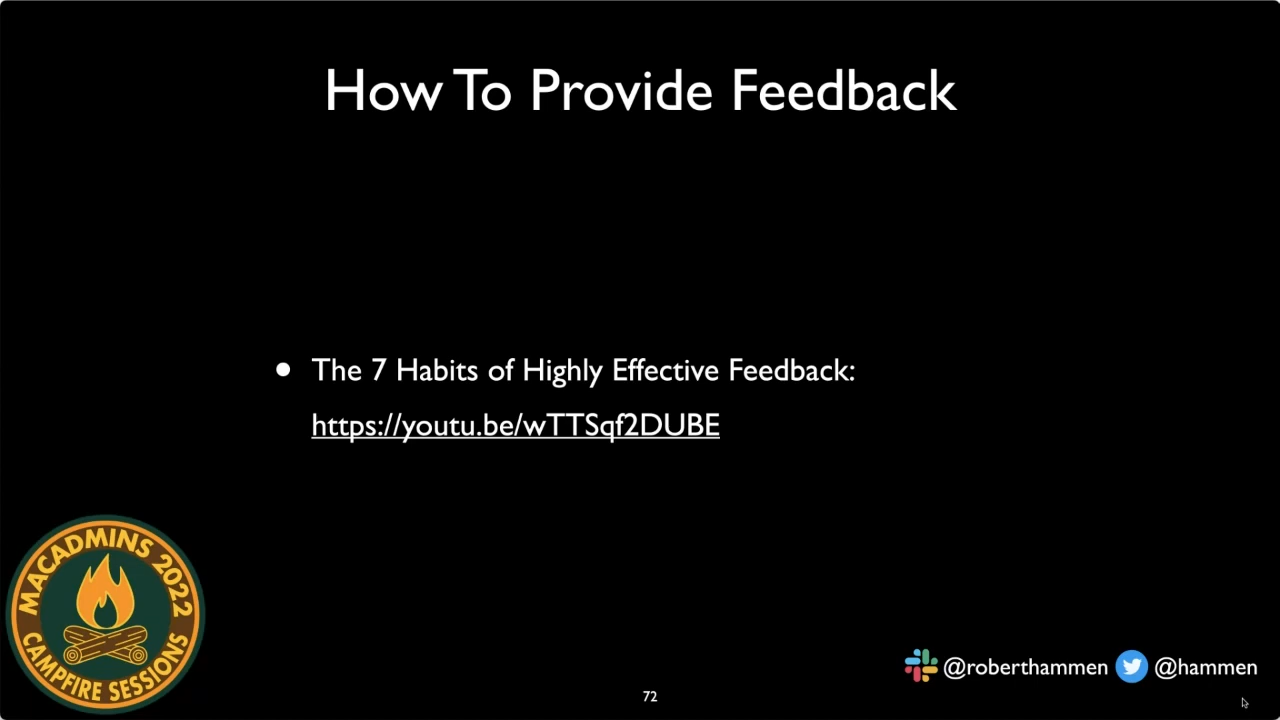 How To Provide Feedback
The 7 Habits of Highly Effective Feedback:
https://youtu.be/wTTSqf2DUBE
MACADMINS 2022
CAMPFIRE SESSIONS
@roberthammen @hammen
72